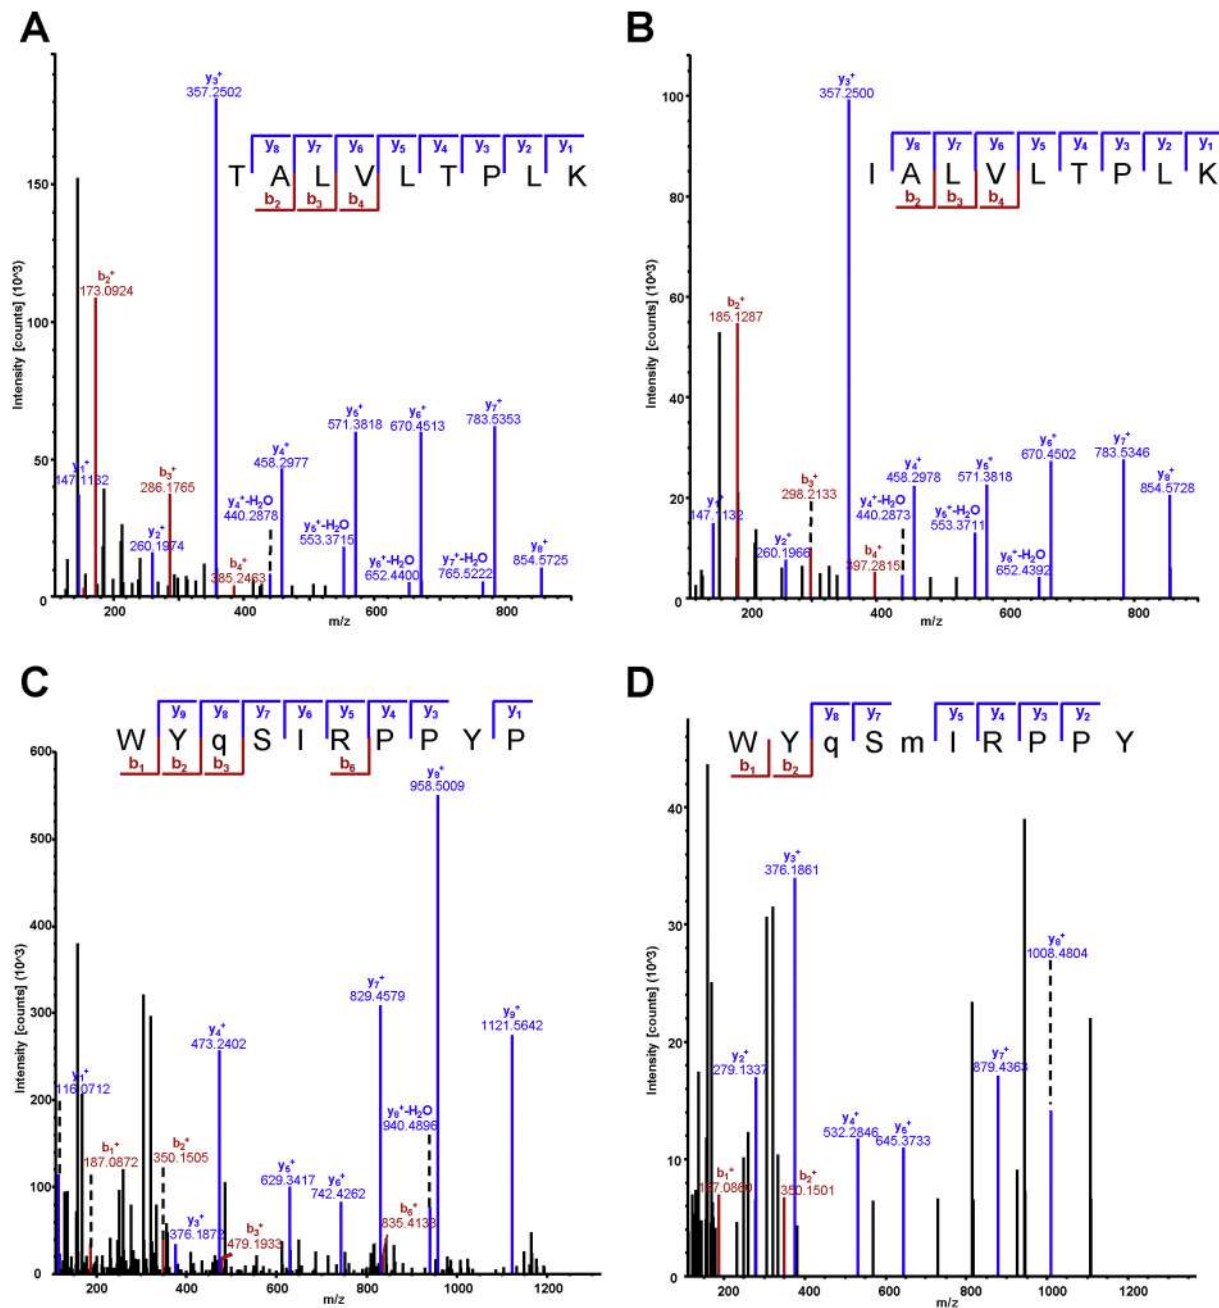 A
B
y₃⁺
357.2502
y₈ y₇ y₆ y₅ y₄ y₃ y₂ y₁
T A L V L T P L K
b₂ b₃ b₄
b₂⁺
173.0924
y₁⁺
147.1132
b₃⁺
286.1765
y₂⁺
260.1974
b₄⁺
385.2463
y₄⁺-H₂O
440.2878
y₄⁺
458.2977
y₅⁺-H₂O
553.3715
y₅⁺
571.3818
y₆⁺-H₂O
652.4400
y₆⁺
670.4513
y₇⁺-H₂O
765.5222
y₇⁺
783.5353
y₈⁺
854.5725
Intensity [counts] (10^3)
150
100
50
0
200 400 600 800
m/z
y₃⁺
357.2500
y₈ y₇ y₆ y₅ y₄ y₃ y₂ y₁
I A L V L T P L K
b₂ b₃ b₄
b₂⁺
185.1287
y₁⁺
147.1132
b₃⁺
298.2133
y₂⁺
260.1966
b₄⁺
397.2815
y₄⁺-H₂O
440.2873
y₄⁺
458.2978
y₅⁺-H₂O
553.3711
y₅⁺
571.3818
y₆⁺-H₂O
652.4392
y₆⁺
670.4502
y₇⁺
783.5346
y₈⁺
854.5728
Intensity [counts] (10^3)
100
80
60
40
20
0
200 400 600 800
m/z
C
D
y₉ y₈ y₇ y₆ y₅ y₄ y₃ y₁
W Y q S I R P P Y P
b₁ b₂ b₃ b₆
y₁⁺
116.0712
b₁⁺
187.0872
b₂⁺
350.1505
y₃⁺
376.1872
y₄⁺
473.2402
b₃⁺
479.1933
y₅⁺
629.3417
y₆⁺
742.4262
y₇⁺
829.4579
b₆⁺
835.4133
y₈⁺-H₂O
940.4896
y₈⁺
958.5009
y₉⁺
1121.5642
Intensity [counts] (10^3)
600
500
400
300
200
100
0
200 400 600 800 1000 1200
m/z
y₈ y₇ y₅ y₄ y₃ y₂
W Y q S m I R P P Y
b₁ b₂
b₁⁺
187.0860
y₂⁺
279.1337
b₂⁺
350.1501
y₃⁺
376.1861
y₄⁺
532.2846
y₅⁺
645.3733
y₇⁺
879.4363
y₈⁺
1008.4804
Intensity [counts] (10^3)
40
30
20
10
0
200 400 600 800 1000 1200
m/z